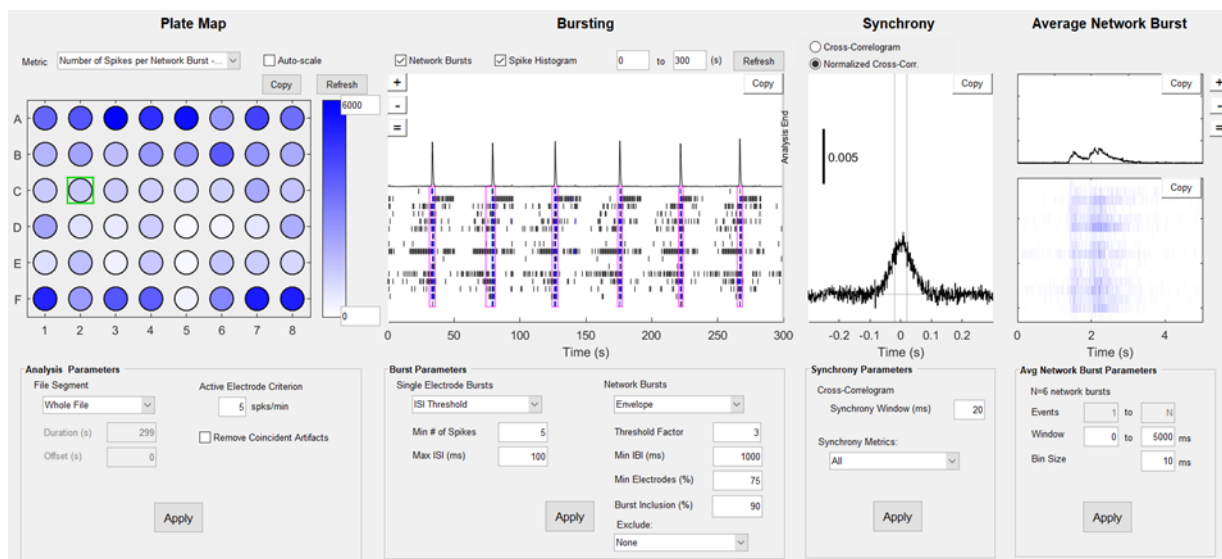 Plate Map
Metric Number of Spikes per Network Burst -...
Auto-scale
Copy
Refresh
6000
0
A
B
C
D
E
F
1 2 3 4 5 6 7 8
Bursting
Network Bursts
Spike Histogram
0 to 300 (s)
Refresh
+
-
=
Copy
Analysis End
0 50 100 150 200 250 300
Time (s)
Synchrony
Cross-Correlogram
Normalized Cross-Corr.
Copy
0.005
-0.2 -0.1 0 0.1 0.2
Time (s)
Average Network Burst
Copy
+
-
=
Copy
0 2 4
Time (s)
Analysis Parameters
File Segment
Whole File
Duration (s) 299
Offset (s) 0
Active Electrode Criterion
5 spks/min
Remove Coincident Artifacts
Apply
Burst Parameters
Single Electrode Bursts
ISI Threshold
Min # of Spikes 5
Max ISI (ms) 100
Network Bursts
Envelope
Threshold Factor 3
Min IBI (ms) 1000
Min Electrodes (%) 75
Burst Inclusion (%) 90
Exclude:
None
Apply
Synchrony Parameters
Cross-Correlogram
Synchrony Window (ms) 20
Synchrony Metrics:
All
Apply
Avg Network Burst Parameters
N=6 network bursts
Events 1 to N
Window 0 to 5000 ms
Bin Size 10 ms
Apply